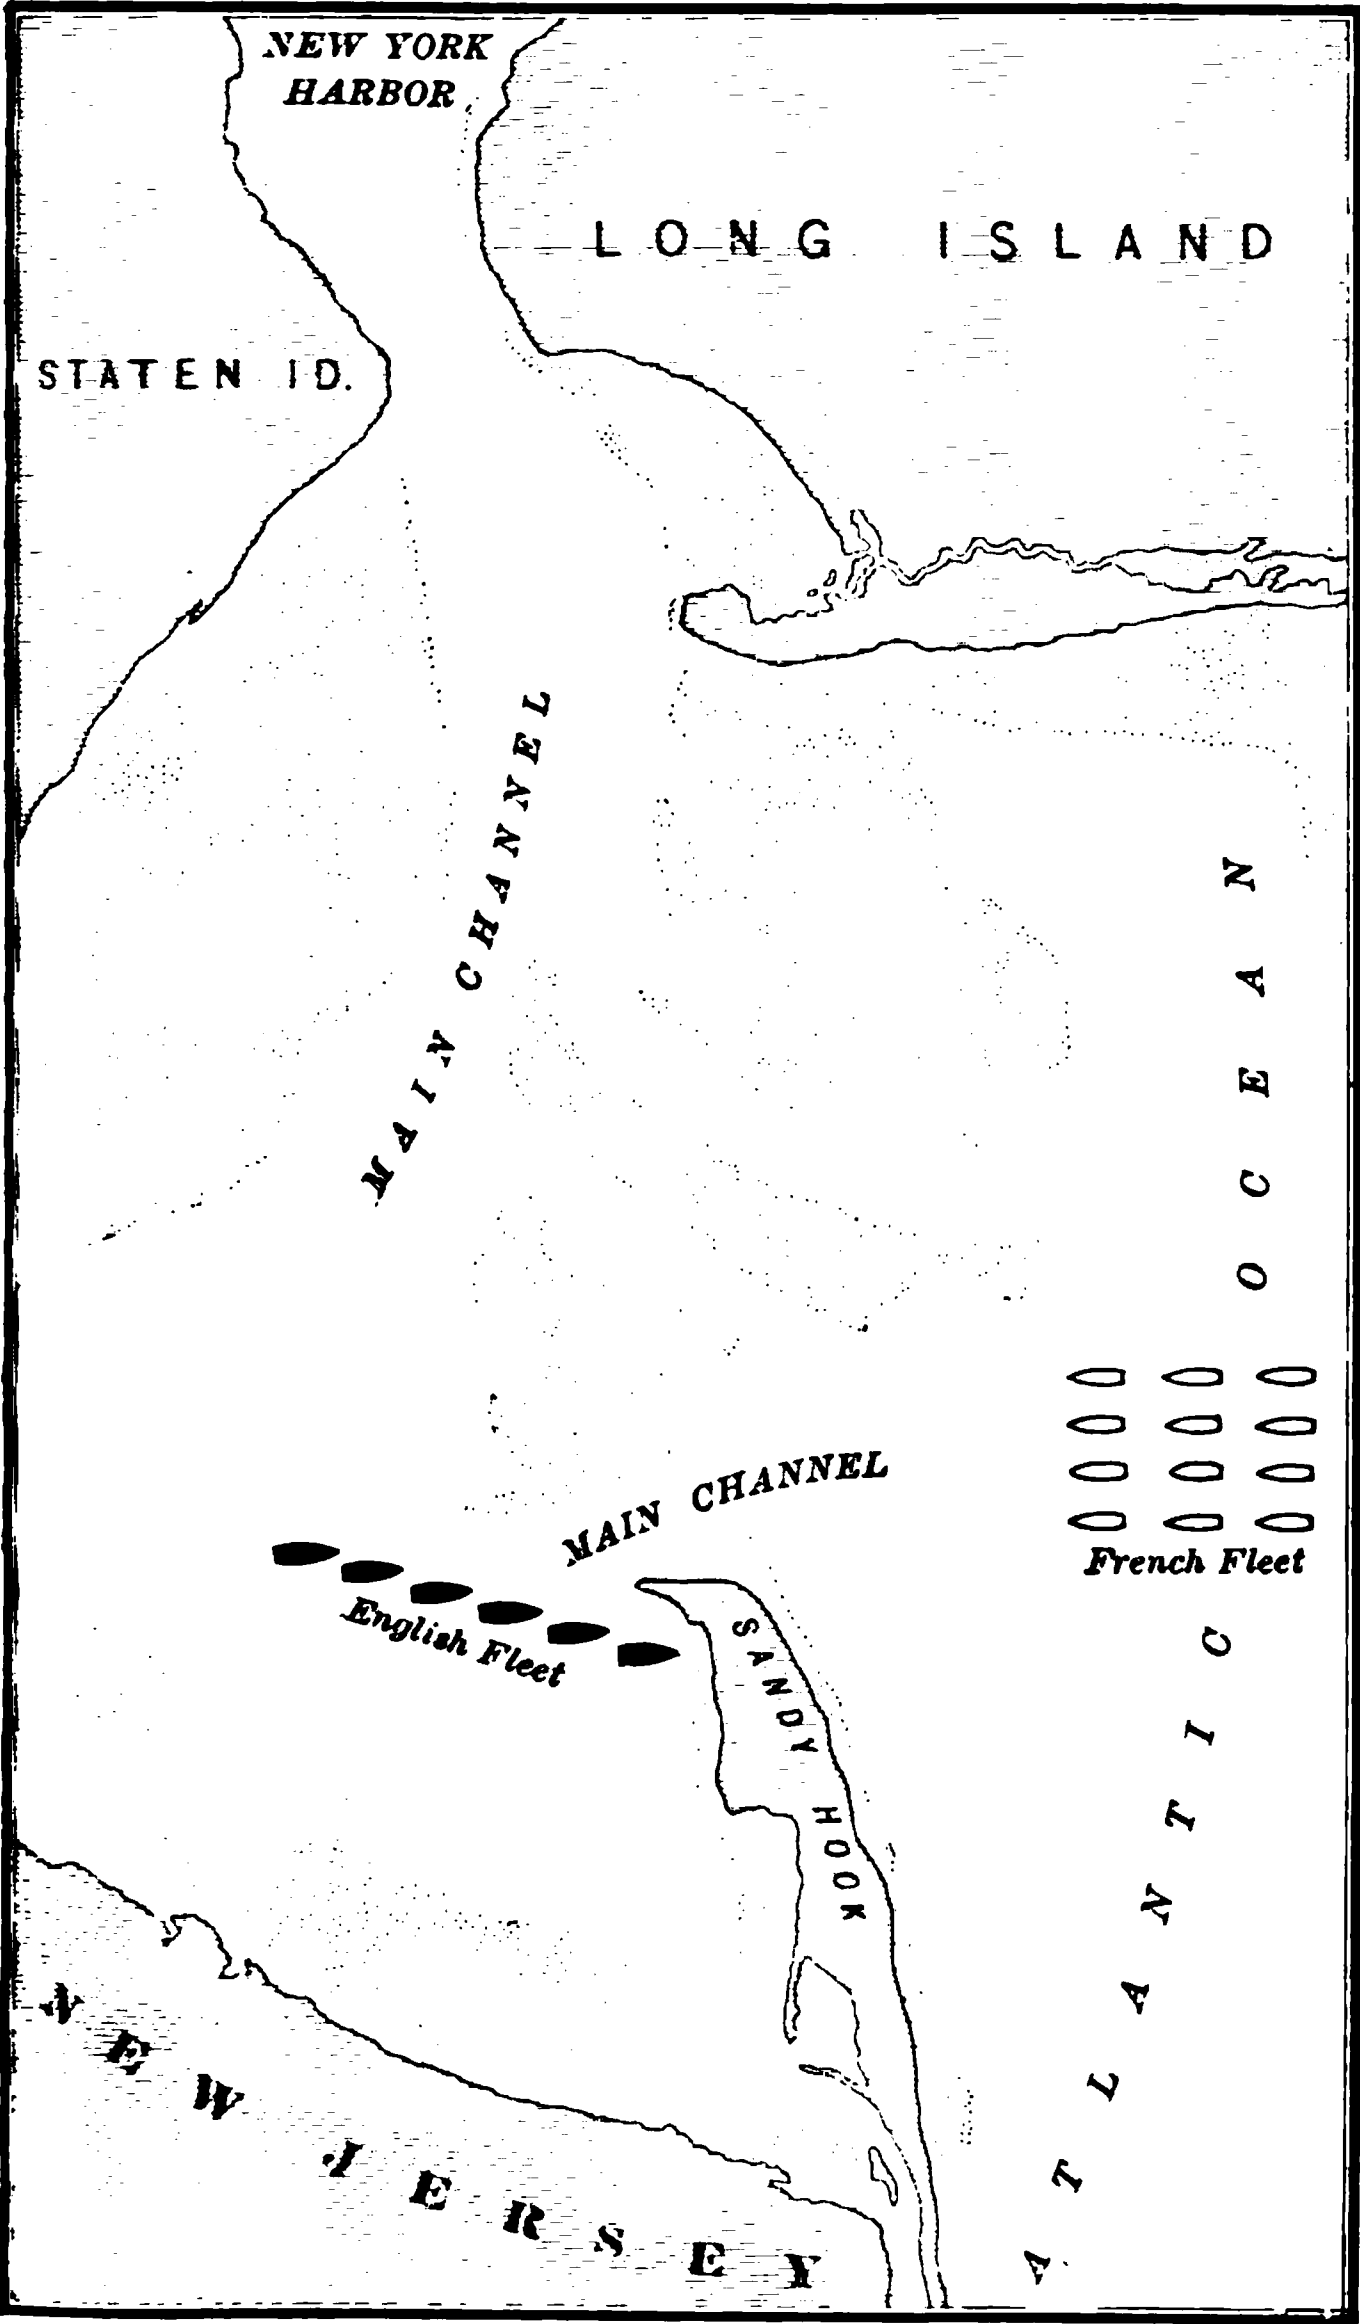 NEW YORK
HARBOR
LONG ISLAND
STATEN ID.
MAIN CHANNEL
MAIN CHANNEL
French Fleet
English Fleet
SANDY HOOK
ATLANTIC OCEAN
NEW JERSEY